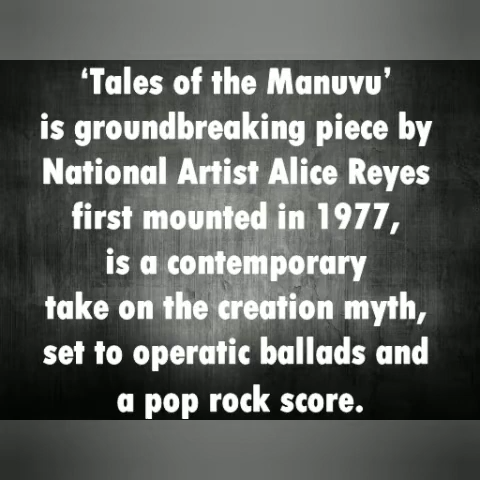 ‘Tales of the Manuvu’
is groundbreaking piece by
National Artist Alice Reyes
first mounted in 1977,
is a contemporary
take on the creation myth,
set to operatic ballads and
a pop rock score.